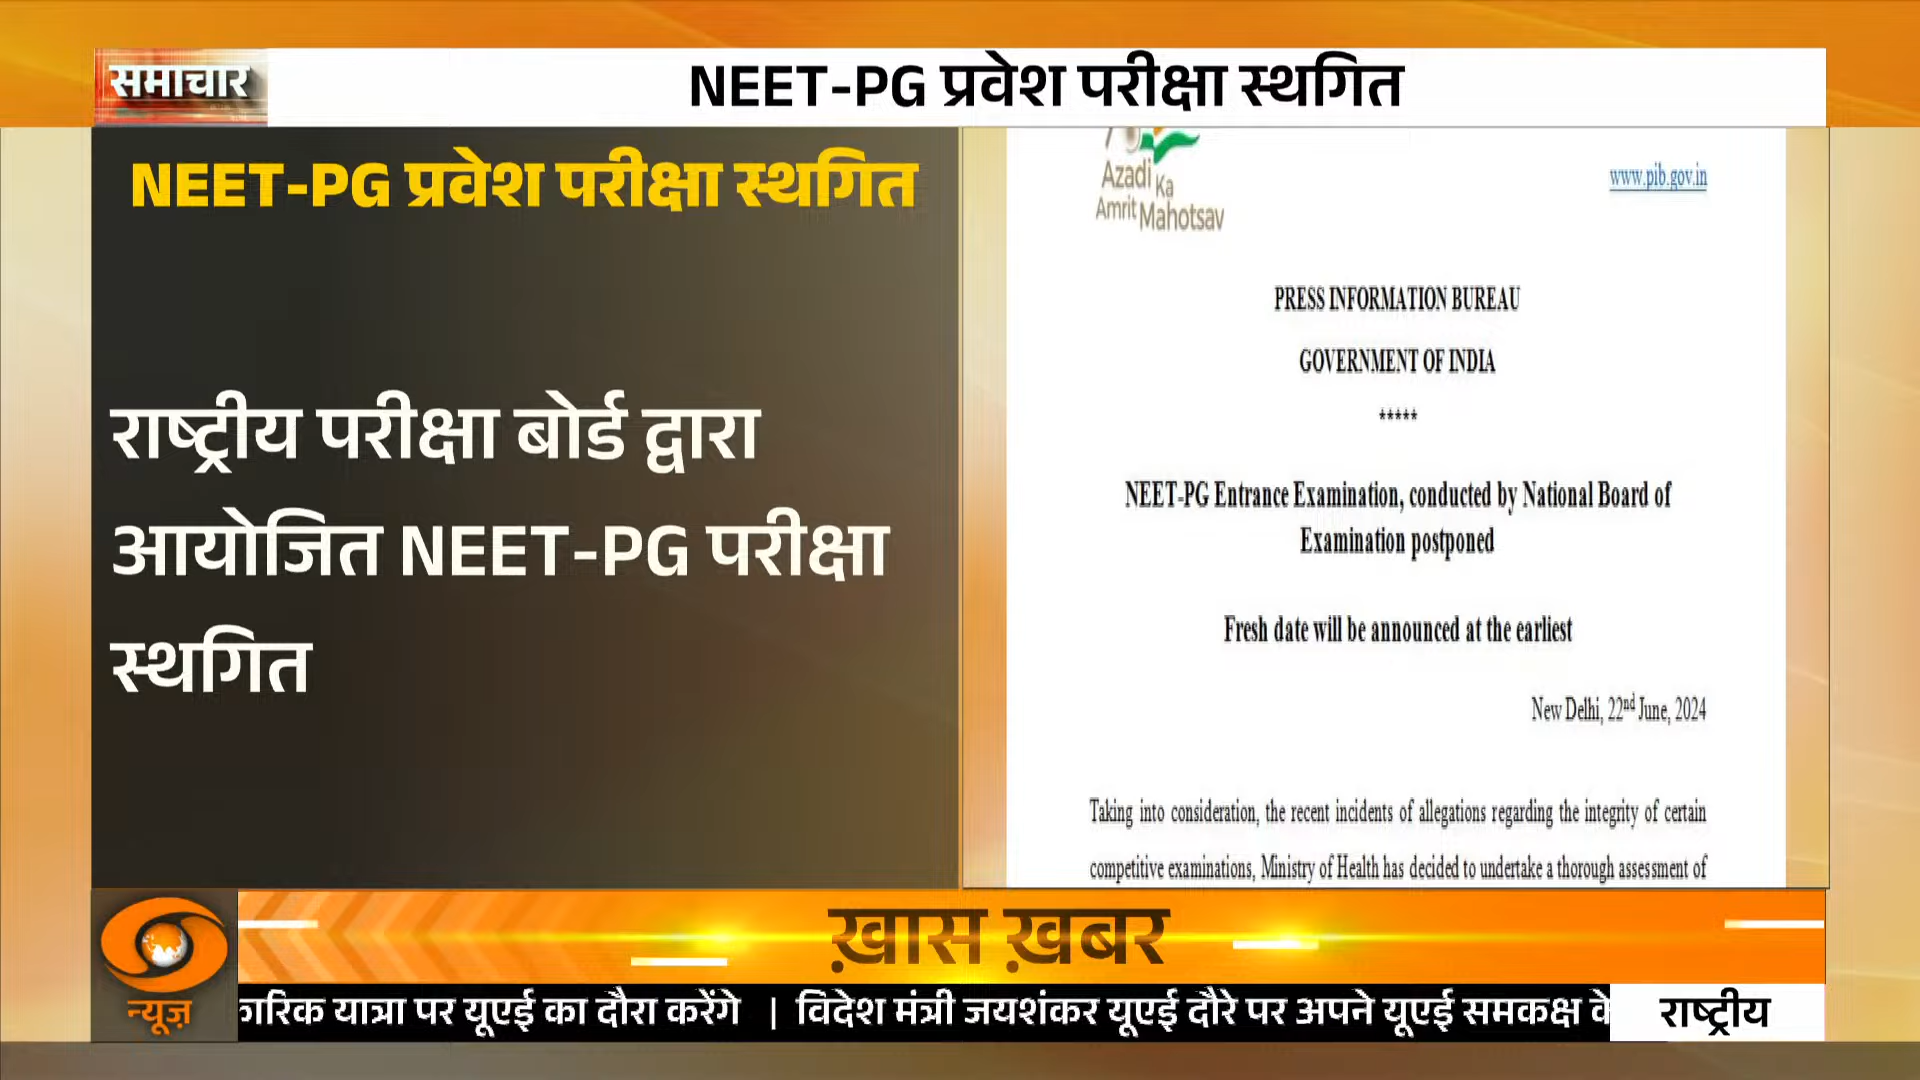 समाचार
NEET-PG प्रवेश परीक्षा स्थगित
NEET-PG प्रवेश परीक्षा स्थगित
राष्ट्रीय परीक्षा बोर्ड द्वारा
आयोजित NEET-PG परीक्षा
स्थगित
Azadi Ka
Amrit Mahotsav
www.pib.gov.in
PRESS INFORMATION BUREAU
GOVERNMENT OF INDIA
*****
NEET-PG Entrance Examination, conducted by National Board of
Examination postponed
Fresh date will be announced at the earliest
New Delhi, 22nd June, 2024
Taking into consideration, the recent incidents of allegations regarding the integrity of certain
competitive examinations, Ministry of Health has decided to undertake a thorough assessment of
ख़ास ख़बर
न्यूज़
यात्रा पर यूएई का दौरा करेंगे | विदेश मंत्री जयशंकर यूएई दौरे पर अपने यूएई समकक्ष के
राष्ट्रीय